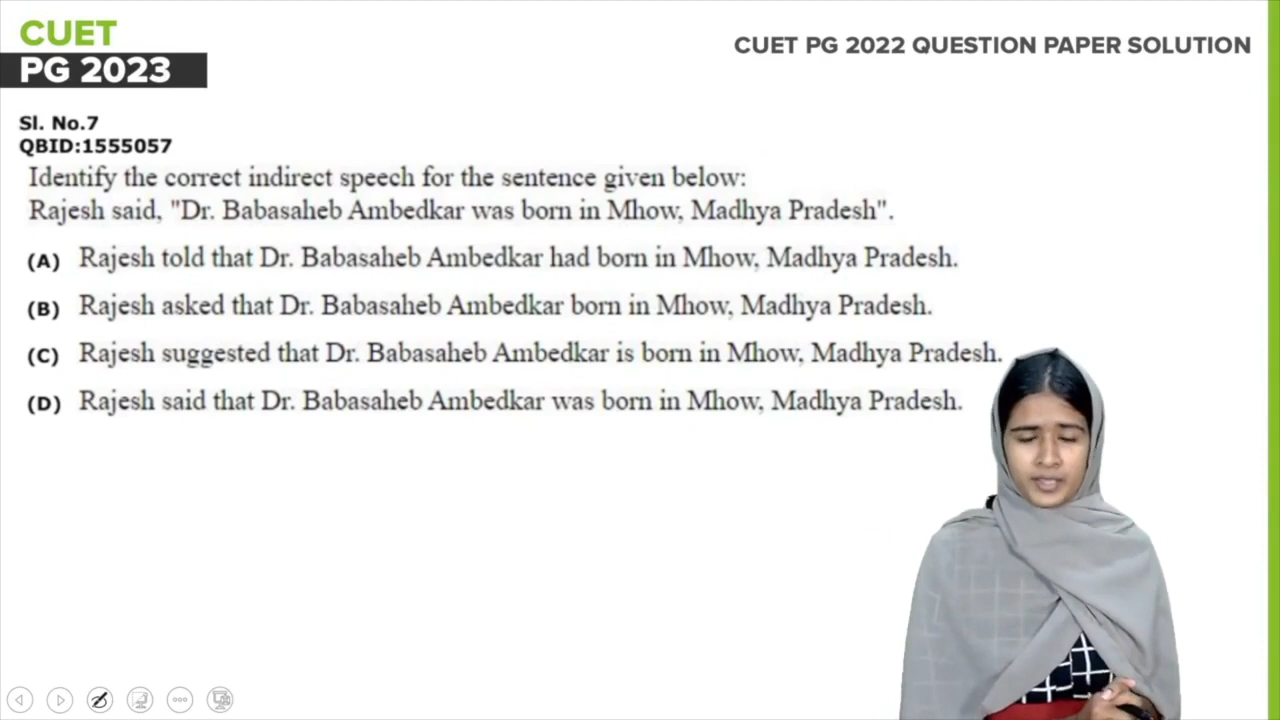 CUET
PG 2023
CUET PG 2022 QUESTION PAPER SOLUTION
Sl. No.7
QBID:1555057
Identify the correct indirect speech for the sentence given below:
Rajesh said, "Dr. Babasaheb Ambedkar was born in Mhow, Madhya Pradesh".
(A) Rajesh told that Dr. Babasaheb Ambedkar had born in Mhow, Madhya Pradesh.
(B) Rajesh asked that Dr. Babasaheb Ambedkar born in Mhow, Madhya Pradesh.
(C) Rajesh suggested that Dr. Babasaheb Ambedkar is born in Mhow, Madhya Pradesh.
(D) Rajesh said that Dr. Babasaheb Ambedkar was born in Mhow, Madhya Pradesh.